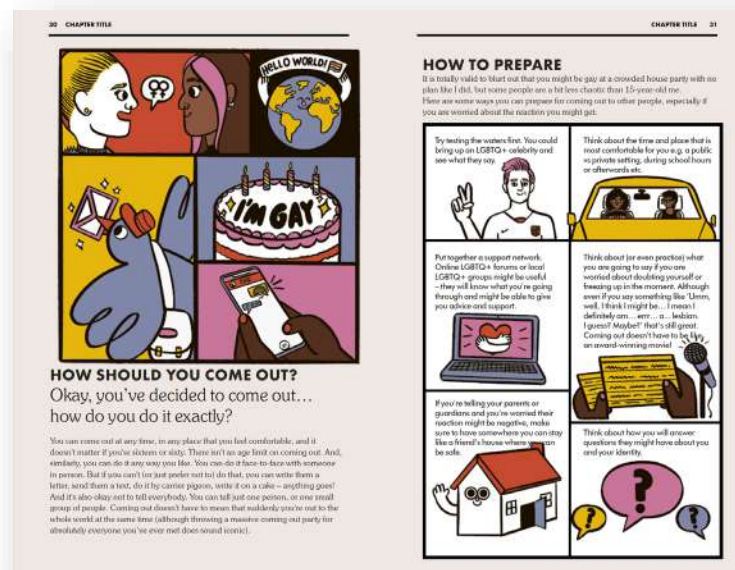 30 CHAPTER TITLE
HELLO WORLD!
I'M GAY
HOW SHOULD YOU COME OUT?
Okay, you've decided to come out…
how do you do it exactly?
You can come out at any time, in any place that you feel comfortable, and it
doesn't matter if you're sixteen or sixty. There isn't an age limit on coming out. And,
similarly, you can do it any way you like. You can do it face-to-face with someone
in person. But if you can't (or just prefer not to) do that, you can write them a
letter, send them a text, do it by carrier pigeon, write it on a cake – anything goes!
And it's also okay not to tell everybody. You can tell just one person, or one small
group of people. Coming out doesn't have to mean that suddenly you're out to the
whole world at the same time (although throwing a massive coming out party for
absolutely everyone you've ever met does sound iconic).
CHAPTER TITLE 31
HOW TO PREPARE
It is totally valid to blurt out that you might be gay at a crowded house party with no
plan like I did, but some people are a bit less chaotic than 15-year-old me.
Here are some ways you can prepare for coming out to other people, especially if
you are worried about the reaction you might get:
Try testing the waters first. You could
bring up an LGBTQ+ celebrity and
see what they say.
Think about the time and place that is
most comfortable for you e.g. a public
vs private setting, during school hours
or afterwards etc.
Put together a support network.
Online LGBTQ+ forums or local
LGBTQ+ groups might be useful
– they will know what you're going
through and might be able to give
you advice and support.
Think about (or even practice) what
you are going to say if you are
worried about doubting yourself or
freezing up in the moment. Although
even if you say something like 'Umm,
well, I think I might be… I mean I
definitely am… errr… a… lesbian.
I guess? Maybe?' that's still great.
Coming out doesn't have to be like
an award-winning movie!
If you're telling your parents or
guardians and you're worried their
reaction might be negative, make
sure to have somewhere you can stay
like a friend's house where you can
be safe.
Think about how you will answer
questions they might have about you
and your identity.
?
?
?